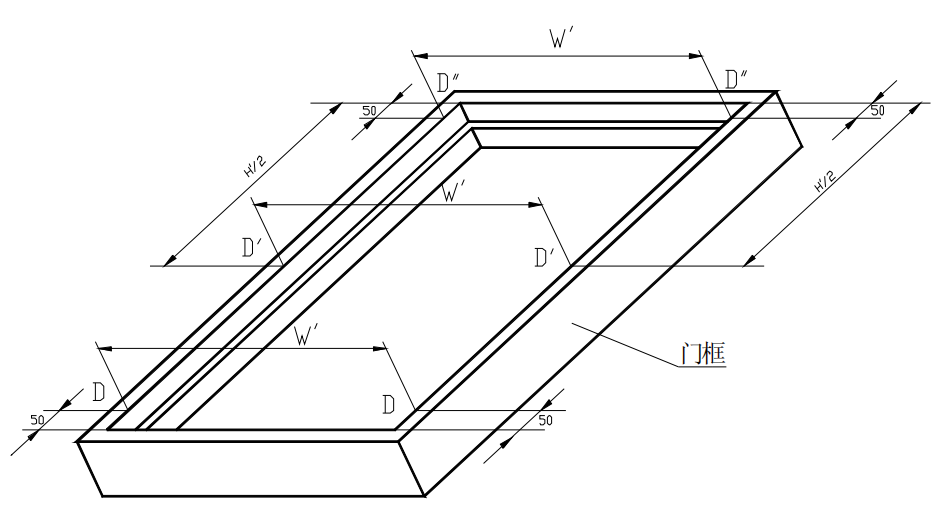 W'
D" D"
50 50
H'/2 H'/2
W'
D' D'
W'
门框
D D
50 50